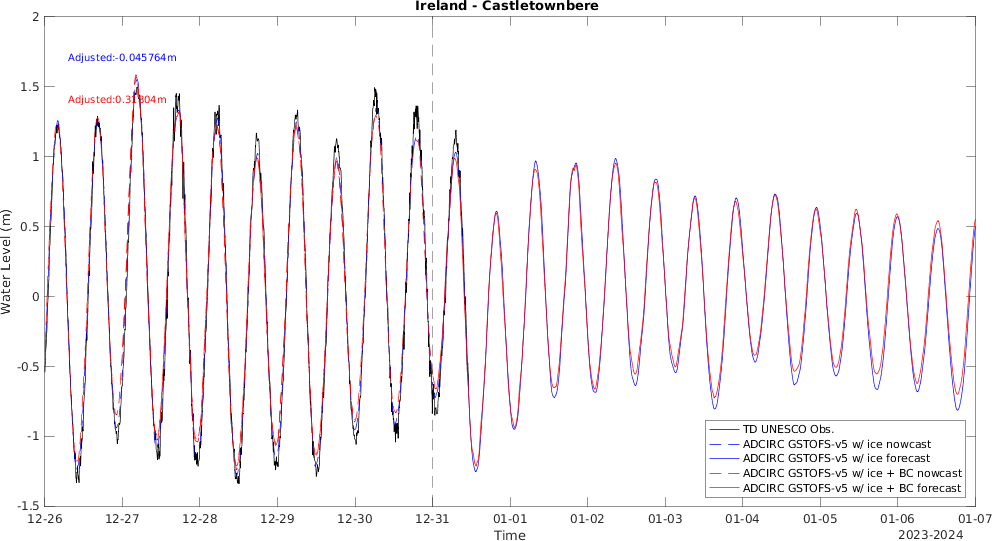 Ireland - Castletownbere
Adjusted:-0.045764m
Adjusted:0.31804m
Water Level (m)
2
1.5
1
0.5
0
-0.5
-1
-1.5
TD UNESCO Obs.
ADCIRC GSTOFS-v5 w/ ice nowcast
ADCIRC GSTOFS-v5 w/ ice forecast
ADCIRC GSTOFS-v5 w/ ice + BC nowcast
ADCIRC GSTOFS-v5 w/ ice + BC forecast
12-26 12-27 12-28 12-29 12-30 12-31 01-01 01-02 01-03 01-04 01-05 01-06 01-07
Time
2023-2024